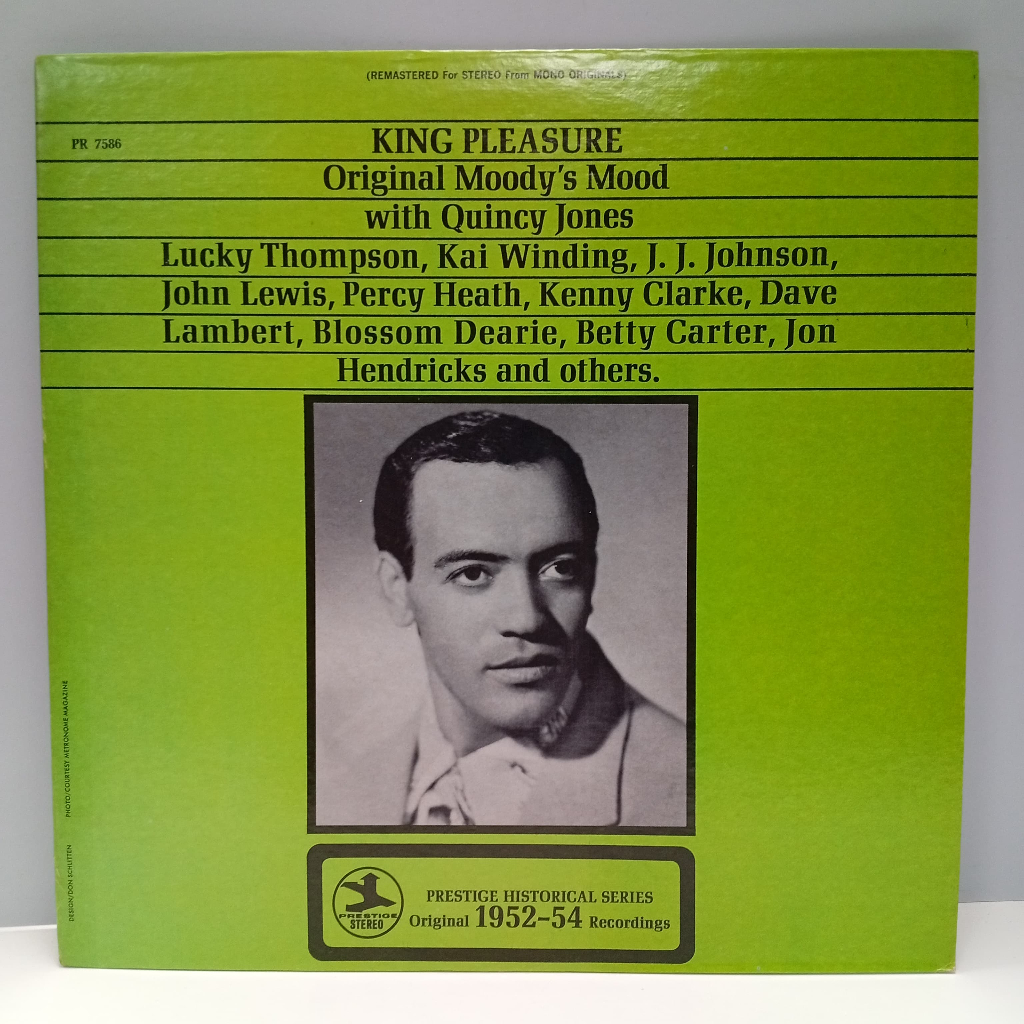 (REMASTERED For STEREO From MONO ORIGINALS)
PR 7586
KING PLEASURE
Original Moody's Mood
with Quincy Jones
Lucky Thompson, Kai Winding, J. J. Johnson,
John Lewis, Percy Heath, Kenny Clarke, Dave
Lambert, Blossom Dearie, Betty Carter, Jon
Hendricks and others.
PHOTO/COURTESY METRONOME MAGAZINE
DESIGN/DON SCHLITTEN
PRESTIGE
STEREO
PRESTIGE HISTORICAL SERIES
Original 1952-54 Recordings